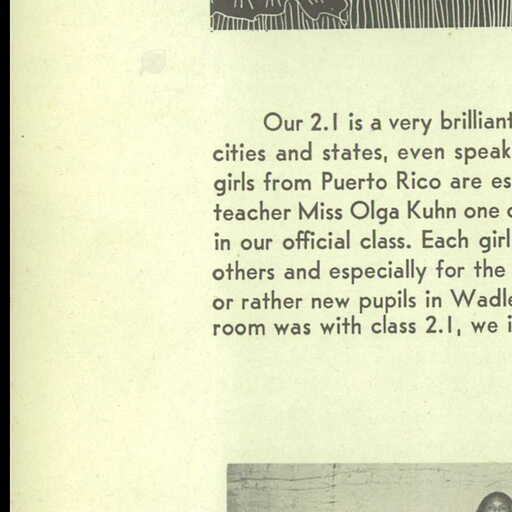 Our 2.1 is a very brilliant
cities and states, even speak
girls from Puerto Rico are es
teacher Miss Olga Kuhn one
in our official class. Each girl
others and especially for the
or rather new pupils in Wadle
room was with class 2.1, we i